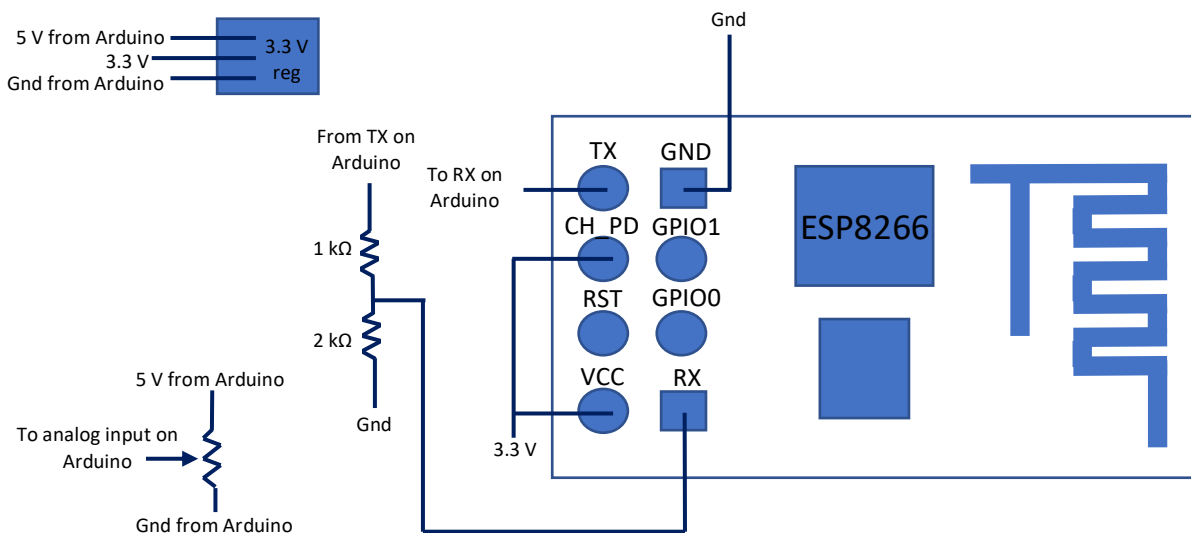 5 V from Arduino
3.3 V
Gnd from Arduino
3.3 V
reg
Gnd
From TX on
Arduino
To RX on
Arduino
TX
GND
CH_PD
GPIO1
ESP8266
1 kΩ
RST
GPIO0
2 kΩ
VCC
RX
Gnd
3.3 V
5 V from Arduino
To analog input on
Arduino
Gnd from Arduino